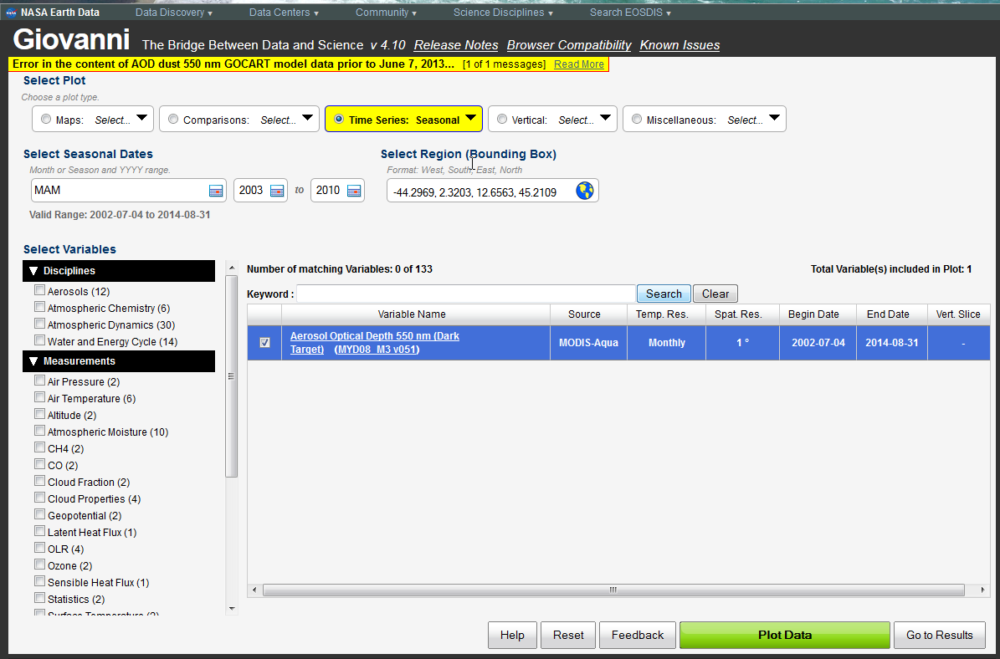 NASA Earth Data Data Discovery Data Centers Community Science Disciplines Search EOSDIS
Giovanni The Bridge Between Data and Science v 4.10 Release Notes Browser Compatibility Known Issues
Error in the content of AOD dust 550 nm GOCART model data prior to June 7, 2013... [1 of 1 messages] Read More
Select Plot
Choose a plot type.
Maps: Select... Comparisons: Select... Time Series: Seasonal Vertical: Select... Miscellaneous: Select...
Select Seasonal Dates Select Region (Bounding Box)
Month or Season and YYYY range. Format: West, South, East, North
MAM 2003 to 2010 -44.2969, 2.3203, 12.6563, 45.2109
Valid Range: 2002-07-04 to 2014-08-31
Select Variables
Disciplines
Aerosols (12)
Atmospheric Chemistry (6)
Atmospheric Dynamics (30)
Water and Energy Cycle (14)
Measurements
Air Pressure (2)
Air Temperature (6)
Altitude (2)
Atmospheric Moisture (10)
CH4 (2)
CO (2)
Cloud Fraction (2)
Cloud Properties (4)
Geopotential (2)
Latent Heat Flux (1)
OLR (4)
Ozone (2)
Sensible Heat Flux (1)
Statistics (2)
Surface Temperature (2)
Number of matching Variables: 0 of 133 Total Variable(s) included in Plot: 1
Keyword : Search Clear
Variable Name Source Temp. Res. Spat. Res. Begin Date End Date Vert. Slice
Aerosol Optical Depth 550 nm (Dark
Target) (MYD08_M3 v051) MODIS-Aqua Monthly 1 ° 2002-07-04 2014-08-31 -
Help Reset Feedback Plot Data Go to Results